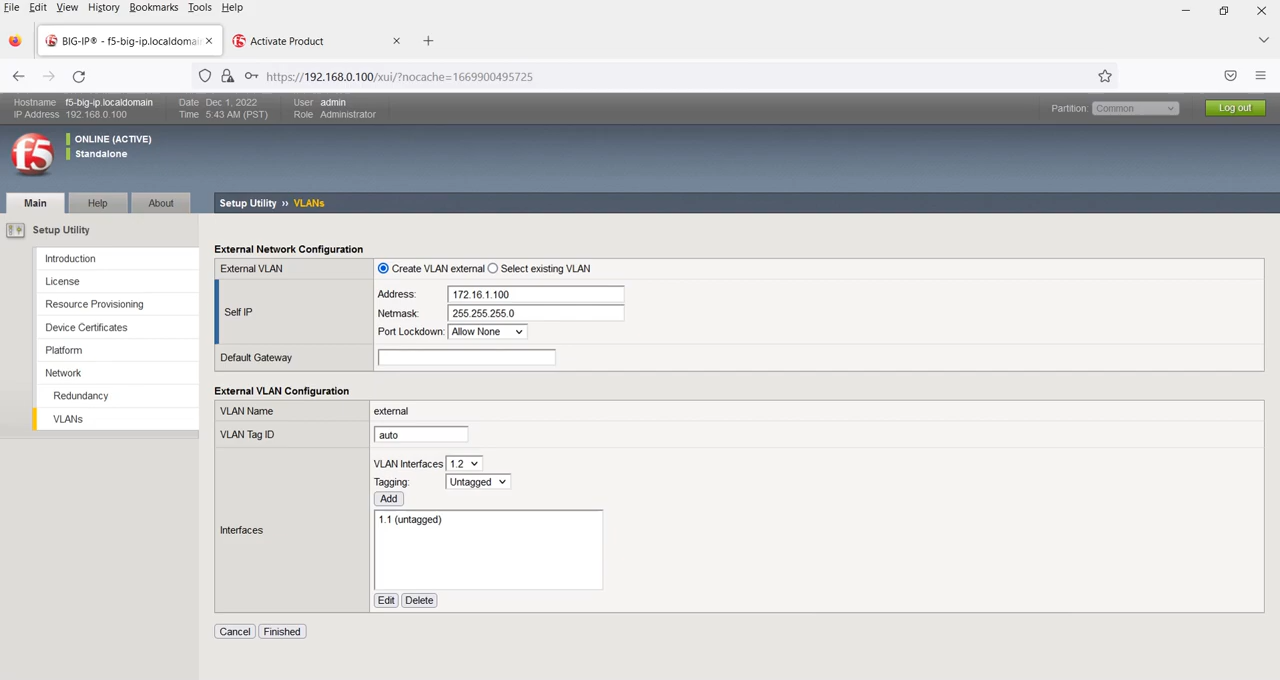 File Edit View History Bookmarks Tools Help
BIG-IP® - f5-big-ip.localdomain
Activate Product
https://192.168.0.100/xui/?nocache=1669900495725
Hostname f5-big-ip.localdomain Date Dec 1, 2022 User admin
IP Address 192.168.0.100 Time 5:43 AM (PST) Role Administrator
Partition: Common Log out
f5
ONLINE (ACTIVE)
Standalone
Main Help About
Setup Utility ›› VLANs
Setup Utility
Introduction
License
Resource Provisioning
Device Certificates
Platform
Network
Redundancy
VLANs
External Network Configuration
External VLAN Create VLAN external Select existing VLAN
Self IP
Address: 172.16.1.100
Netmask: 255.255.255.0
Port Lockdown: Allow None
Default Gateway
External VLAN Configuration
VLAN Name external
VLAN Tag ID auto
Interfaces
VLAN Interfaces 1.2
Tagging: Untagged
Add
1.1 (untagged)
Edit Delete
Cancel Finished